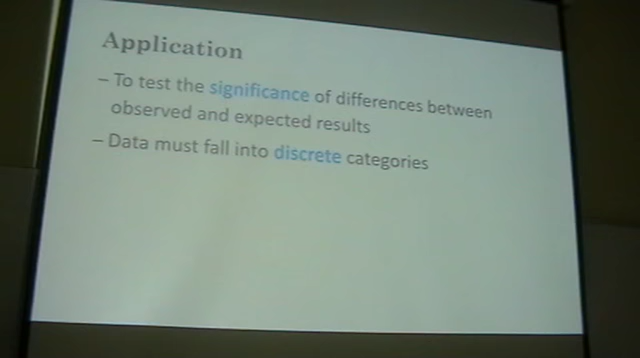 Application
– To test the significance of differences between
observed and expected results
– Data must fall into discrete categories